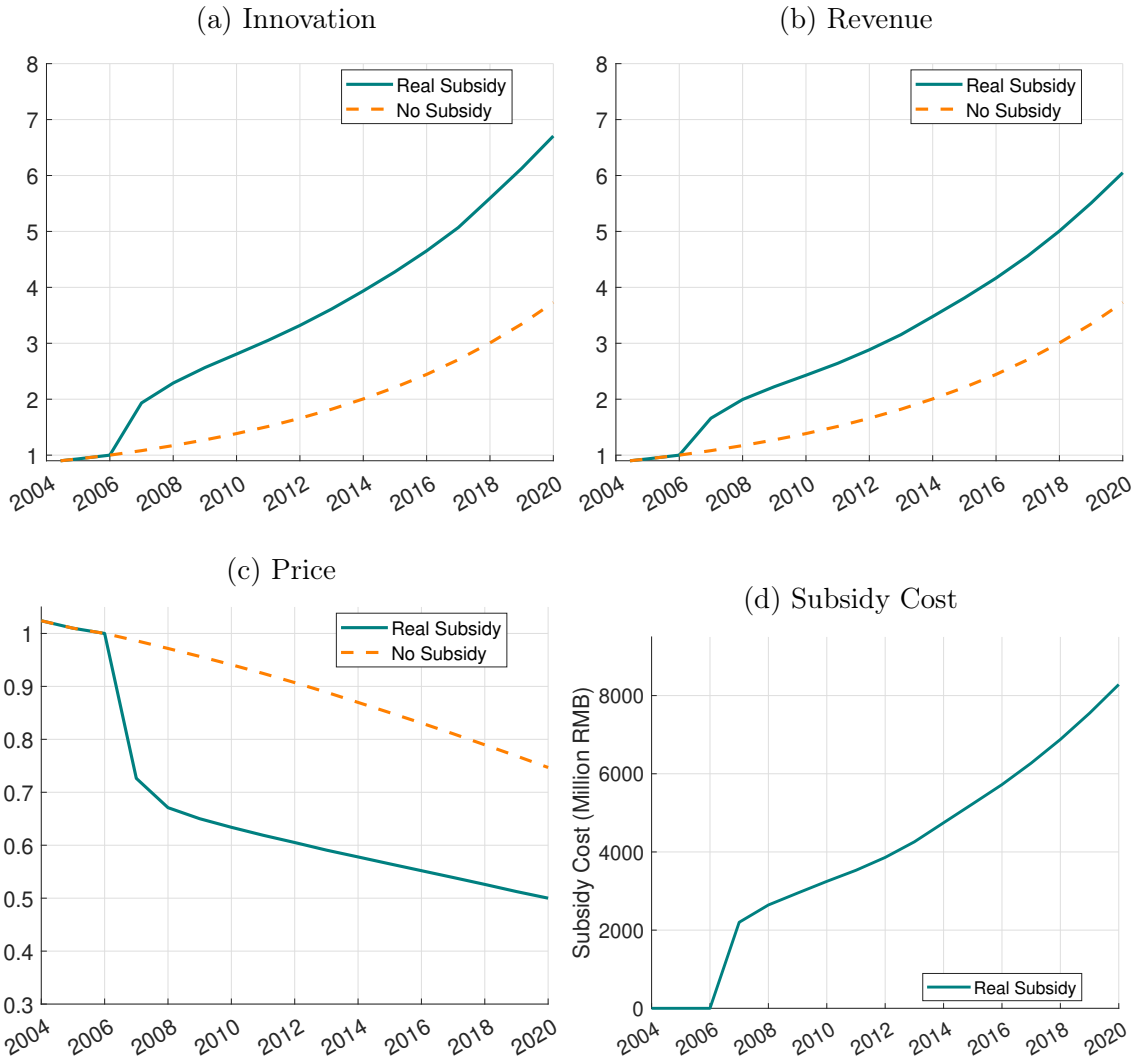 (a) Innovation
8
7
6
5
4
3
2
1
2004 2006 2008 2010 2012 2014 2016 2018 2020
Real Subsidy
No Subsidy
(b) Revenue
8
7
6
5
4
3
2
1
2004 2006 2008 2010 2012 2014 2016 2018 2020
Real Subsidy
No Subsidy
(c) Price
1
0.9
0.8
0.7
0.6
0.5
0.4
0.3
2004 2006 2008 2010 2012 2014 2016 2018 2020
Real Subsidy
No Subsidy
(d) Subsidy Cost
Subsidy Cost (Million RMB)
8000
6000
4000
2000
0
2004 2006 2008 2010 2012 2014 2016 2018 2020
Real Subsidy